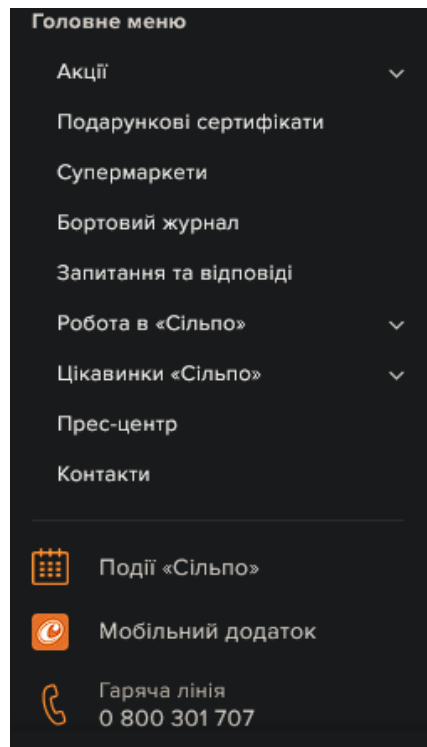 Головне меню
Акції
Подарункові сертифікати
Супермаркети
Бортовий журнал
Запитання та відповіді
Робота в «Сільпо»
Цікавинки «Сільпо»
Прес-центр
Контакти
Події «Сільпо»
Мобільний додаток
Гаряча лінія
0 800 301 707